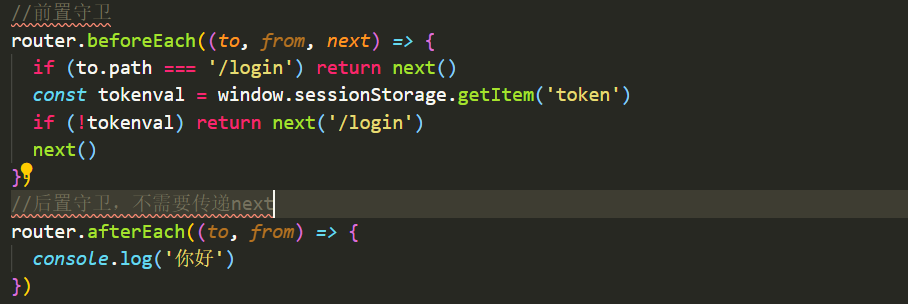 //前置守卫
router.beforeEach((to, from, next) => {
  if (to.path === '/login') return next()
  const tokenval = window.sessionStorage.getItem('token')
  if (!tokenval) return next('/login')
  next()
})
//后置守卫，不需要传递next
router.afterEach((to, from) => {
  console.log('你好')
})